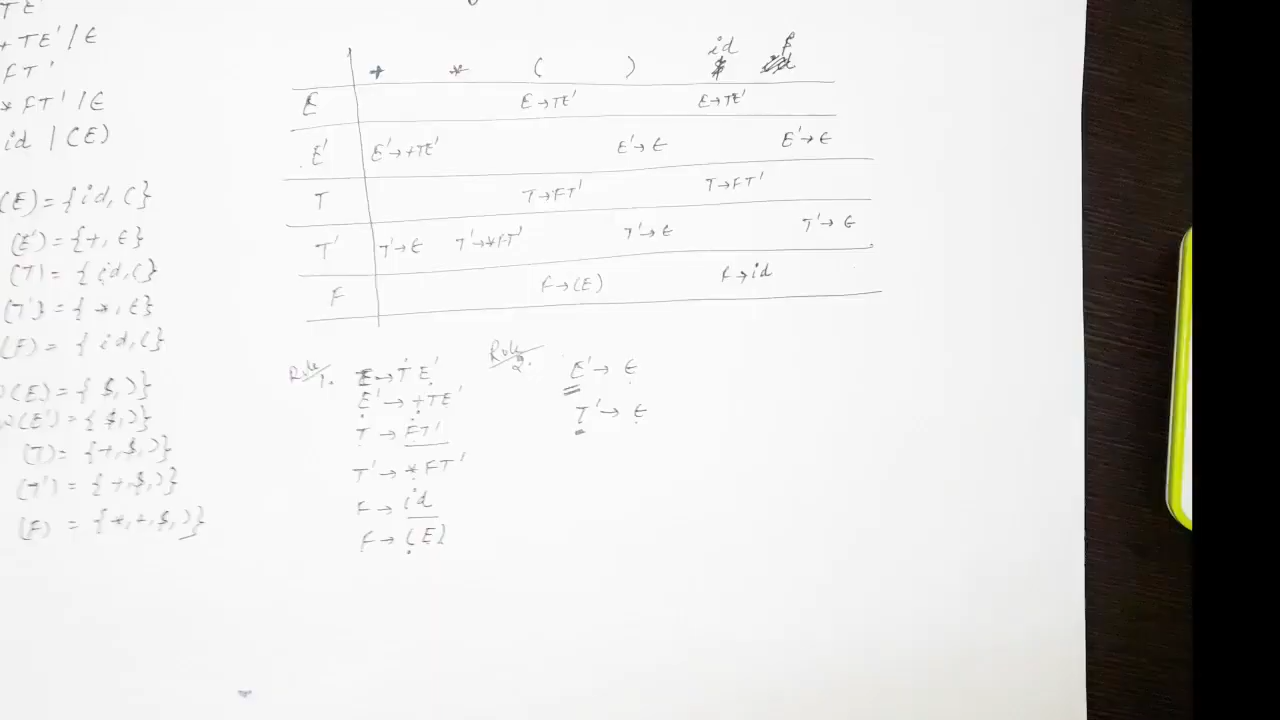 TE'
+ TE' / ϵ
FT'
* FT' / ϵ
id | (E)
(E) = {id, (}
(E') = {+, ϵ}
(T) = { id, (}
(T') = { *, ϵ}
(F) = { id, (}
(E) = { $, )}
W(E') = { $, )}
(T) = {+, $, )}
(T') = { +, $, )}
(F) = {*, +, $, )}
+ * ( ) id $
E E → TE' E → TE'
E' E' → +TE' E' → ϵ E' → ϵ
T T → FT' T → FT'
T' T' → ϵ T' → *FT' T' → ϵ T' → ϵ
F F → (E) F → id
Rule 1. E → T E'
E' → +TE'
T → FT'
T' → * FT'
F → id
F → (E)
Rule 2. E' → ϵ
T' → ϵ